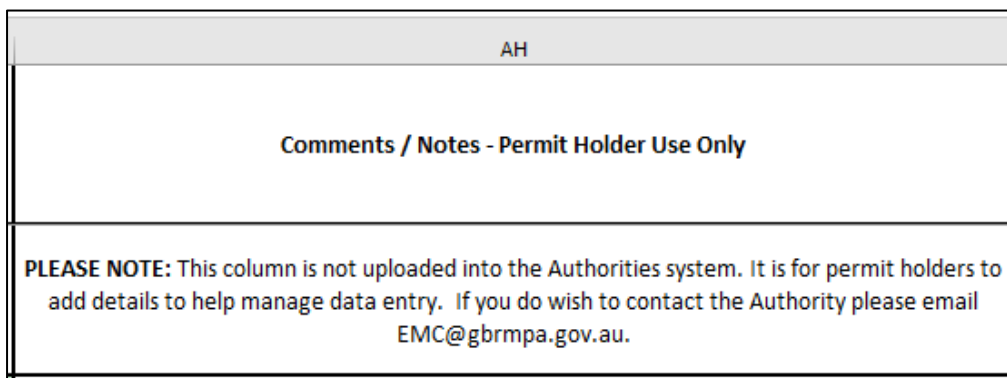 AH
Comments / Notes - Permit Holder Use Only
PLEASE NOTE: This column is not uploaded into the Authorities system. It is for permit holders to
add details to help manage data entry.  If you do wish to contact the Authority please email
EMC@gbrmpa.gov.au.